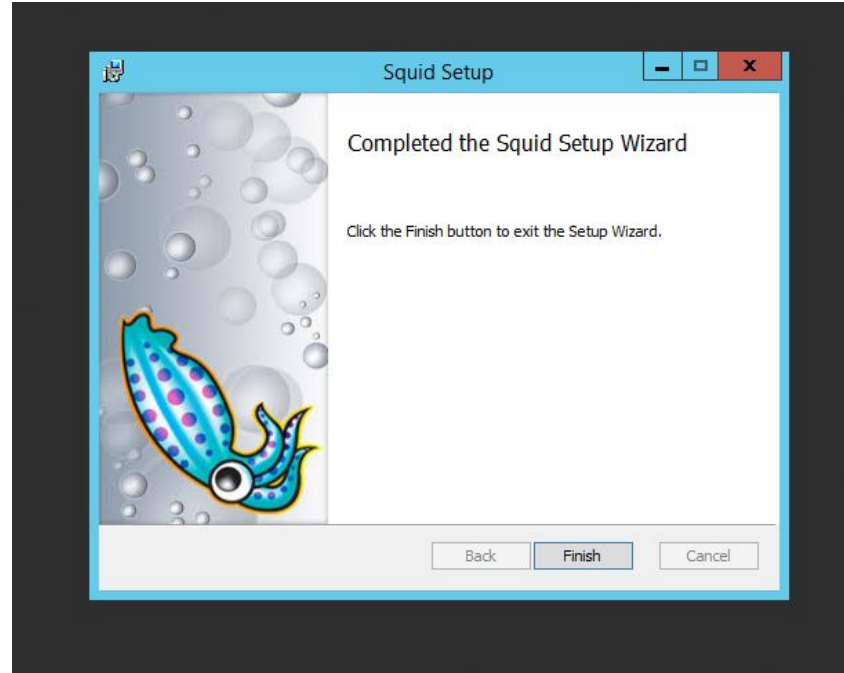 Squid Setup
Completed the Squid Setup Wizard
Click the Finish button to exit the Setup Wizard.
Back Finish Cancel